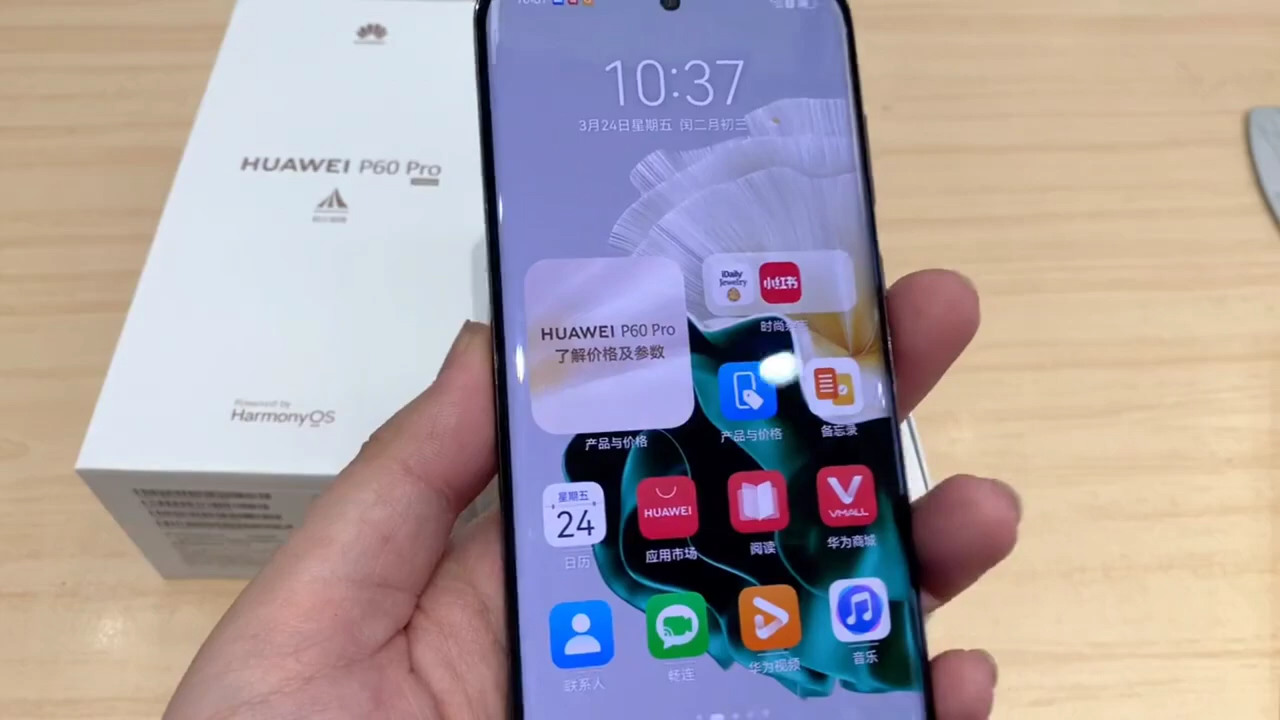 HUAWEI P60 Pro
Powered by
HarmonyOS
10:37
10:37
3月24日星期五 闰二月初三
HUAWEI P60 Pro
了解价格及参数
产品与价格
iDaily
Jewelry
小红书
产品与价格
备忘录
星期五
24
日历
HUAWEI
应用市场
阅读
VMALL
华为商城
联系人
畅连
华为视频
音乐